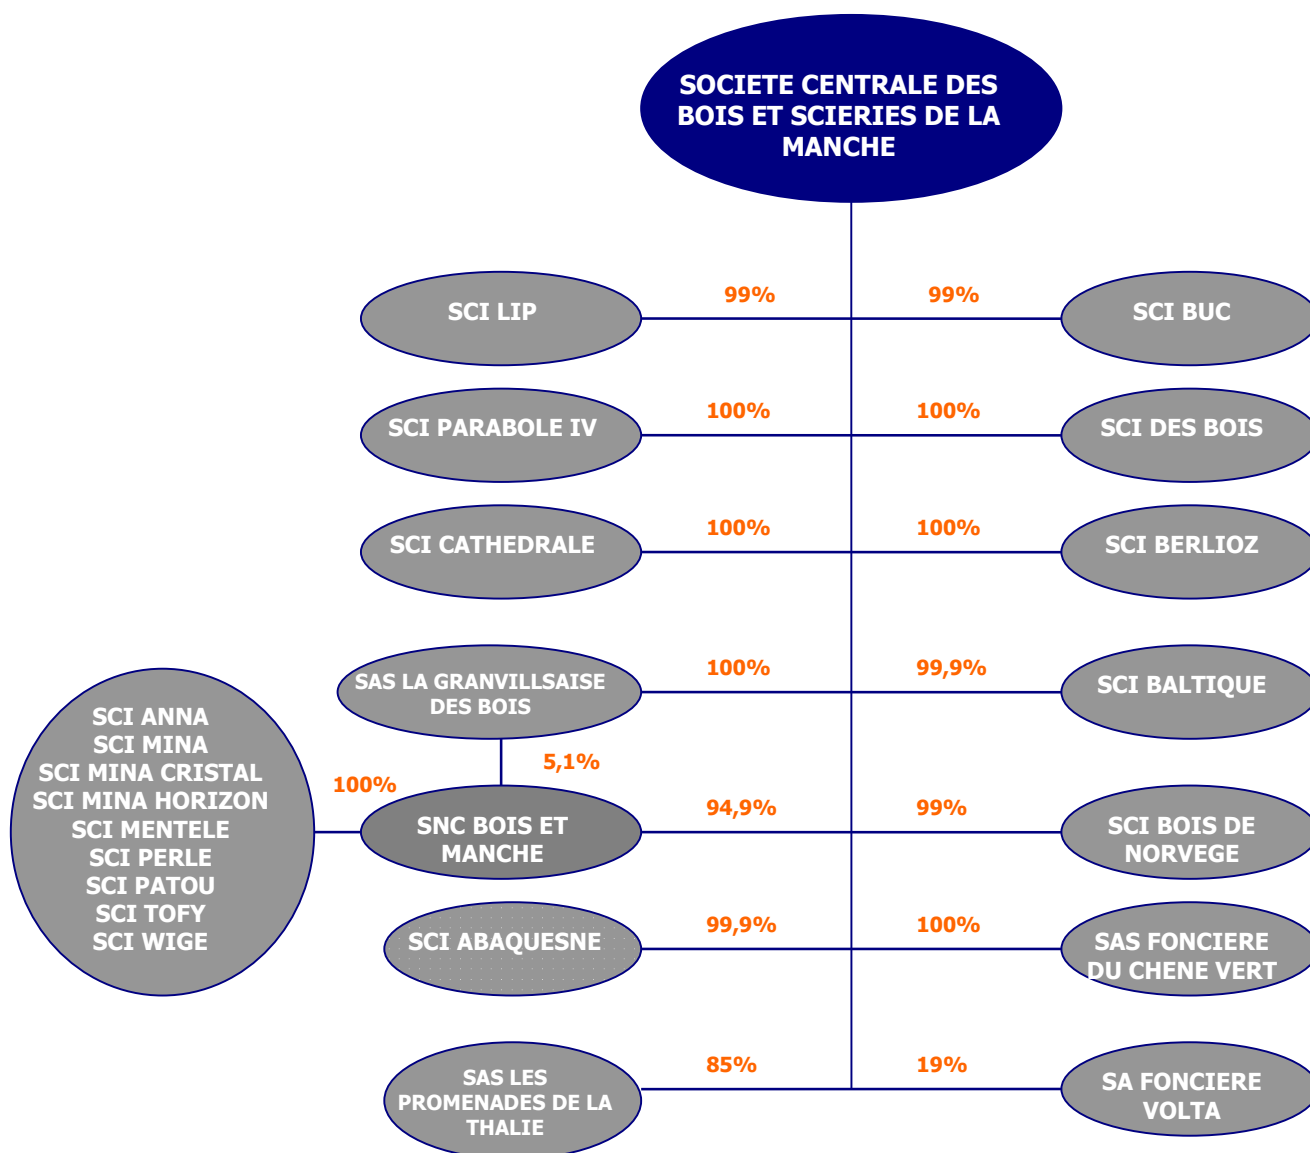 SOCIETE CENTRALE DES
BOIS ET SCIERIES DE LA
MANCHE
99%
99%
SCI LIP
SCI BUC
100%
100%
SCI PARABOLE IV
SCI DES BOIS
100%
100%
SCI CATHEDRALE
SCI BERLIOZ
100%
99,9%
SAS LA GRANVILLSAISE
DES BOIS
SCI BALTIQUE
5,1%
SCI ANNA
SCI MINA
SCI MINA CRISTAL
SCI MINA HORIZON
SCI MENTELE
SCI PERLE
SCI PATOU
SCI TOFY
SCI WIGE
100%
94,9%
99%
SNC BOIS ET
MANCHE
SCI BOIS DE
NORVEGE
99,9%
100%
SCI ABAQUESNE
SAS FONCIERE
DU CHENE VERT
85%
19%
SAS LES
PROMENADES DE LA
THALIE
SA FONCIERE
VOLTA